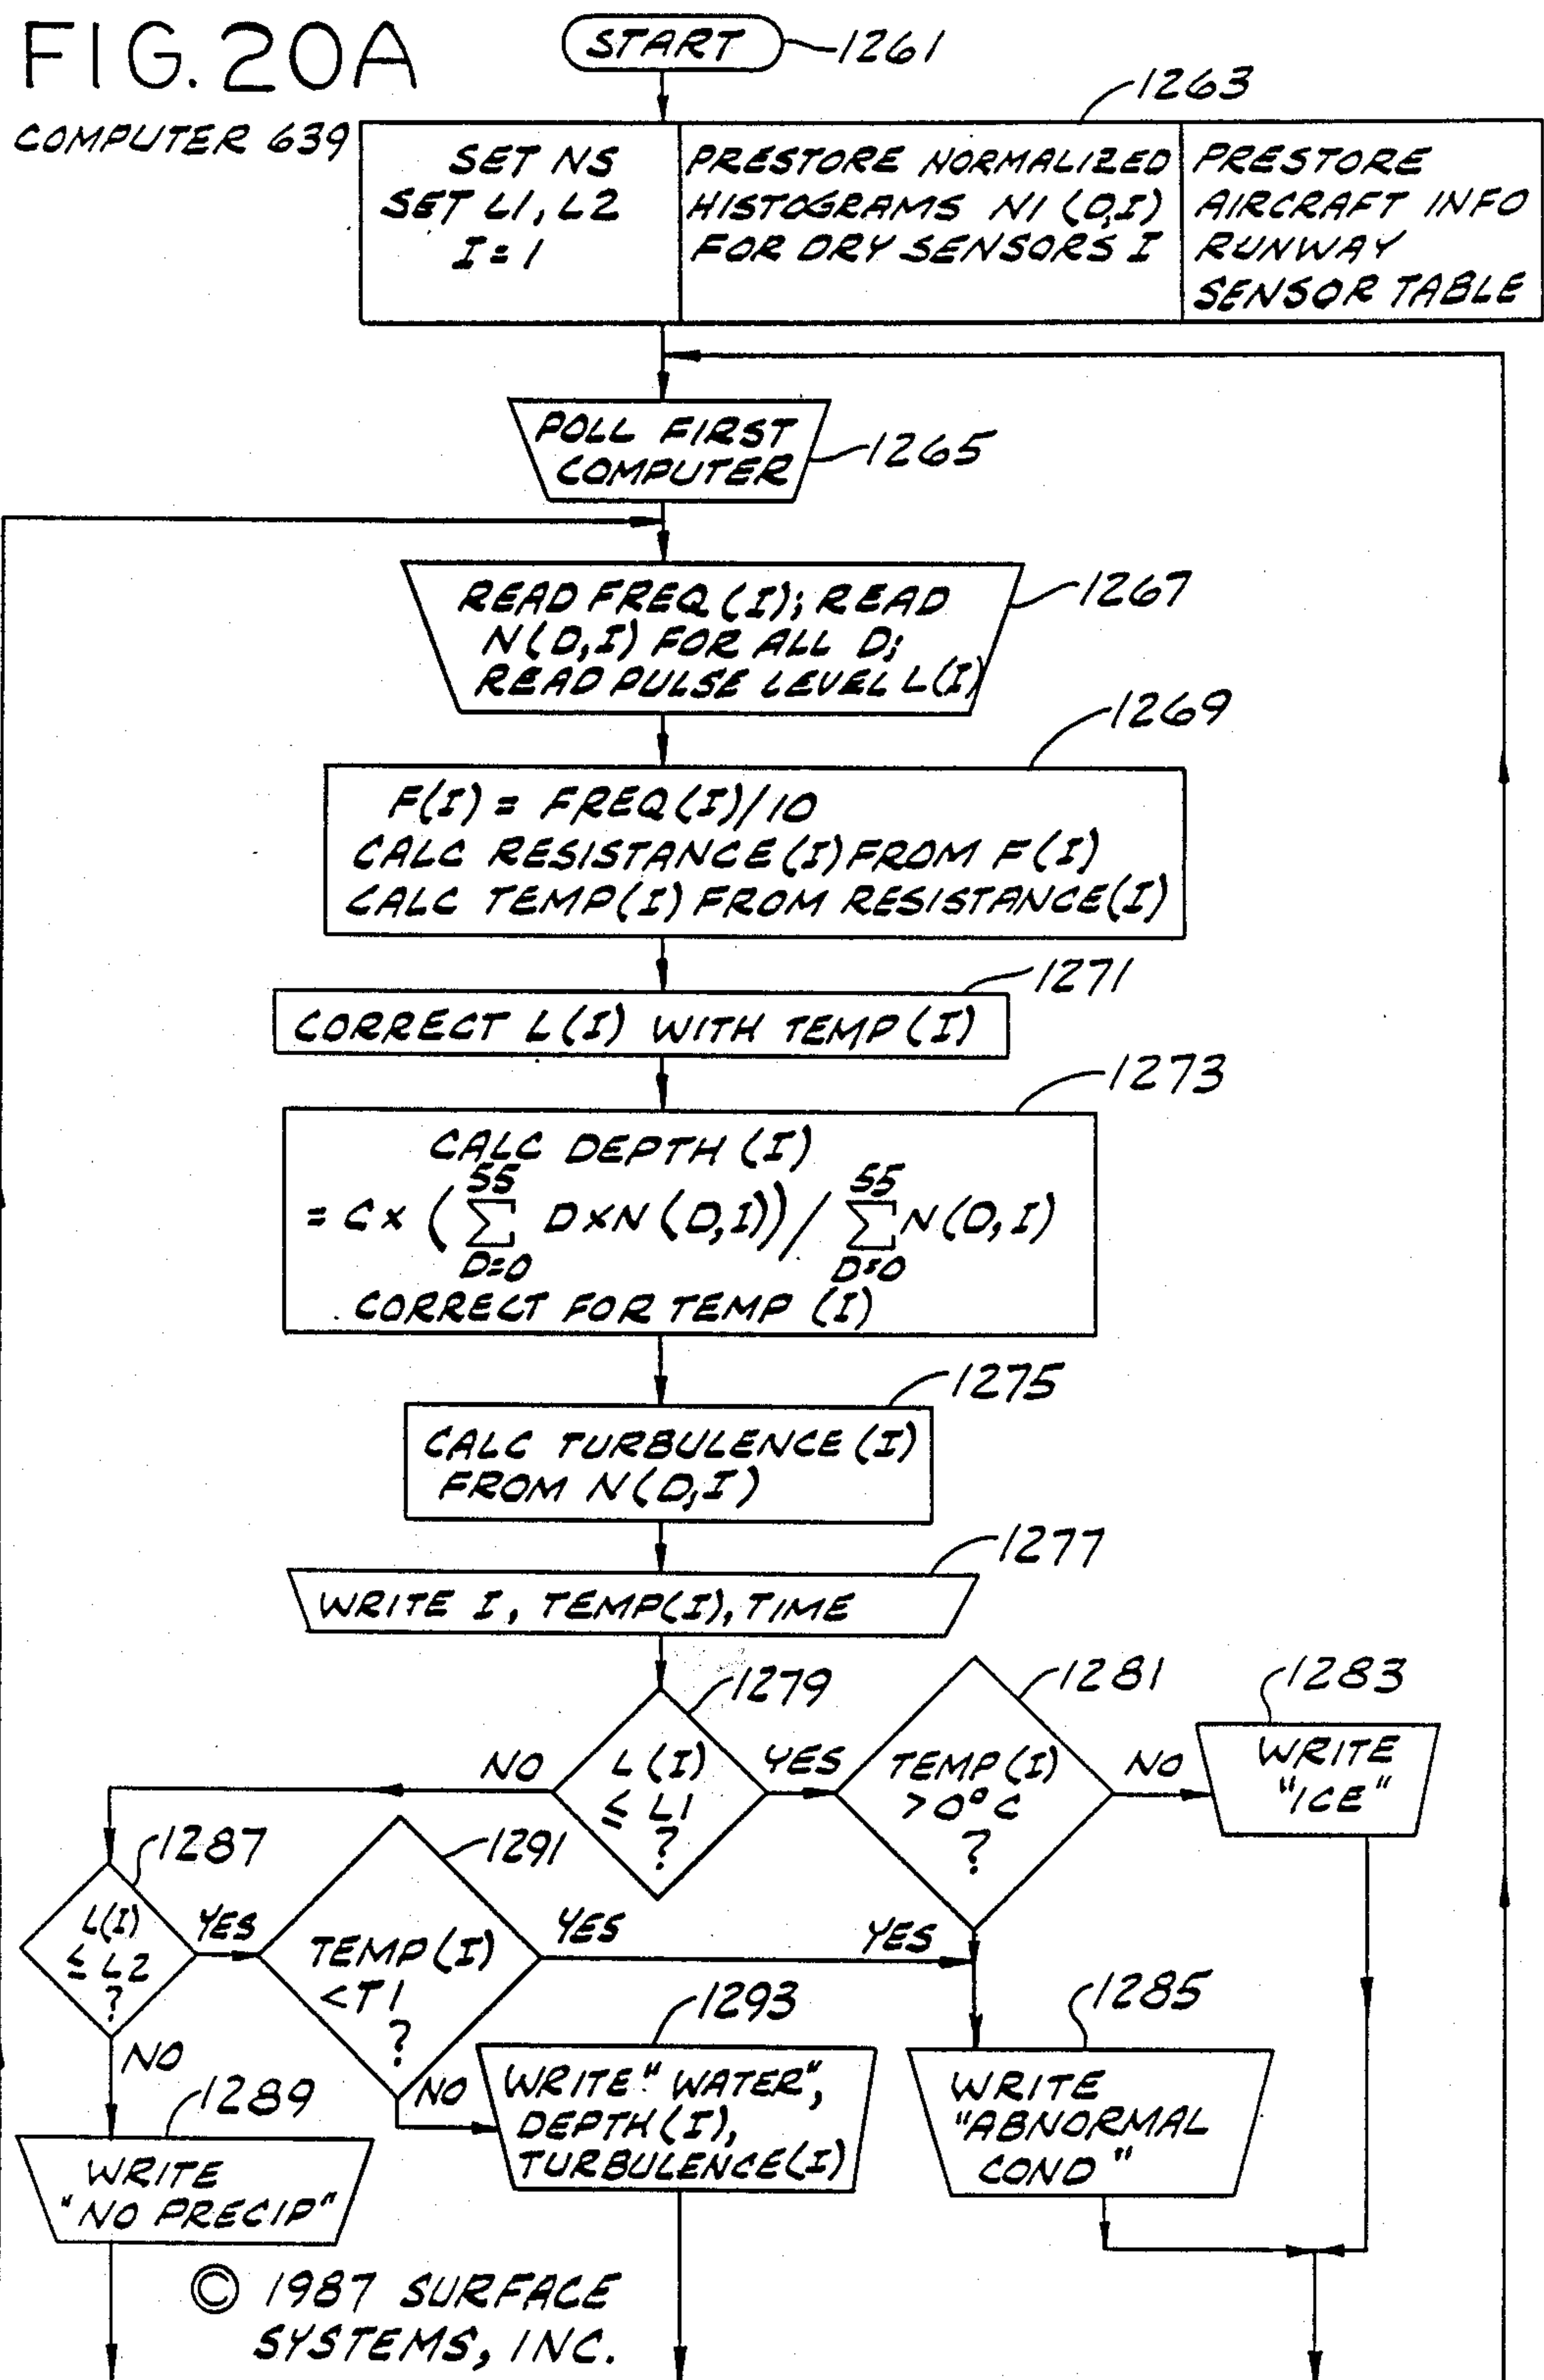 FIG. 20A
START
1261
COMPUTER 639
1263
SET NS
SET L1, L2
I = 1
PRESTORE NORMALIZED
HISTOGRAMS N1 (D,I)
FOR DRY SENSORS I
PRESTORE
AIRCRAFT INFO
RUNWAY
SENSOR TABLE
POLL FIRST
COMPUTER
1265
READ FREQ(I); READ
N(D,I) FOR ALL D;
READ PULSE LEVEL L(I)
1267
1269
F(I) = FREQ(I)/10
CALC RESISTANCE(I) FROM F(I)
CALC TEMP(I) FROM RESISTANCE(I)
1271
CORRECT L(I) WITH TEMP(I)
1273
CALC DEPTH (I)
55 55
= C x (∑ D x N (D,I)) / ∑ N(D,I)
D=0 D=0
CORRECT FOR TEMP (I)
1275
CALC TURBULENCE (I)
FROM N(D,I)
1277
WRITE I, TEMP(I), TIME
1279
L(I)
≤ L1
?
NO
YES
1281
TEMP(I)
>0°C
?
NO
YES
1283
WRITE
"ICE"
1287
L(I)
≤ L2
?
YES
NO
1291
TEMP(I)
<T1
?
YES
NO
1289
WRITE
"NO PRECIP"
1293
WRITE "WATER",
DEPTH(I),
TURBULENCE(I)
1285
WRITE
"ABNORMAL
COND"
© 1987 SURFACE
SYSTEMS, INC.